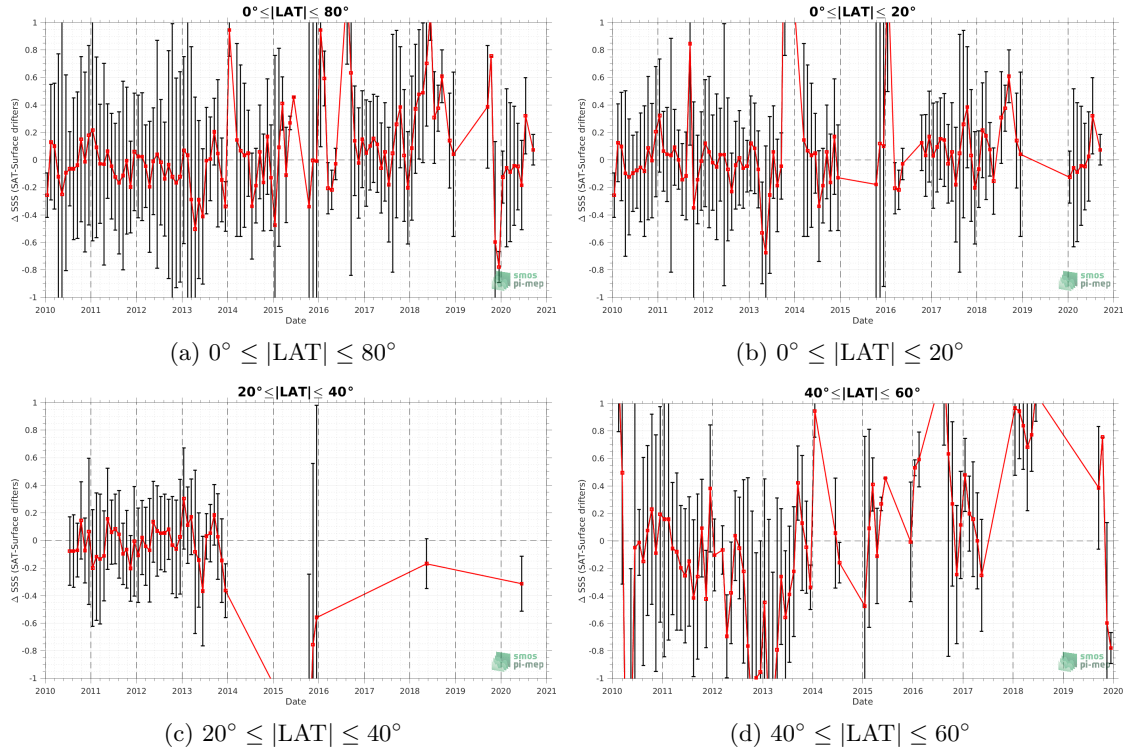 0°≤|LAT|≤ 80°
Δ SSS (SAT-Surface drifters)
1
0.8
0.6
0.4
0.2
0
-0.2
-0.4
-0.6
-0.8
-1
2010 2011 2012 2013 2014 2015 2016 2017 2018 2019 2020 2021
Date
smos
pi-mep
(a) 0° ≤ |LAT| ≤ 80°
0°≤|LAT|≤ 20°
Δ SSS (SAT-Surface drifters)
1
0.8
0.6
0.4
0.2
0
-0.2
-0.4
-0.6
-0.8
-1
2010 2011 2012 2013 2014 2015 2016 2017 2018 2019 2020 2021
Date
smos
pi-mep
(b) 0° ≤ |LAT| ≤ 20°
20°≤|LAT|≤ 40°
Δ SSS (SAT-Surface drifters)
1
0.8
0.6
0.4
0.2
0
-0.2
-0.4
-0.6
-0.8
-1
2010 2011 2012 2013 2014 2015 2016 2017 2018 2019 2020 2021
Date
smos
pi-mep
(c) 20° ≤ |LAT| ≤ 40°
40°≤|LAT|≤ 60°
Δ SSS (SAT-Surface drifters)
1
0.8
0.6
0.4
0.2
0
-0.2
-0.4
-0.6
-0.8
-1
2010 2011 2012 2013 2014 2015 2016 2017 2018 2019 2020
Date
smos
pi-mep
(d) 40° ≤ |LAT| ≤ 60°